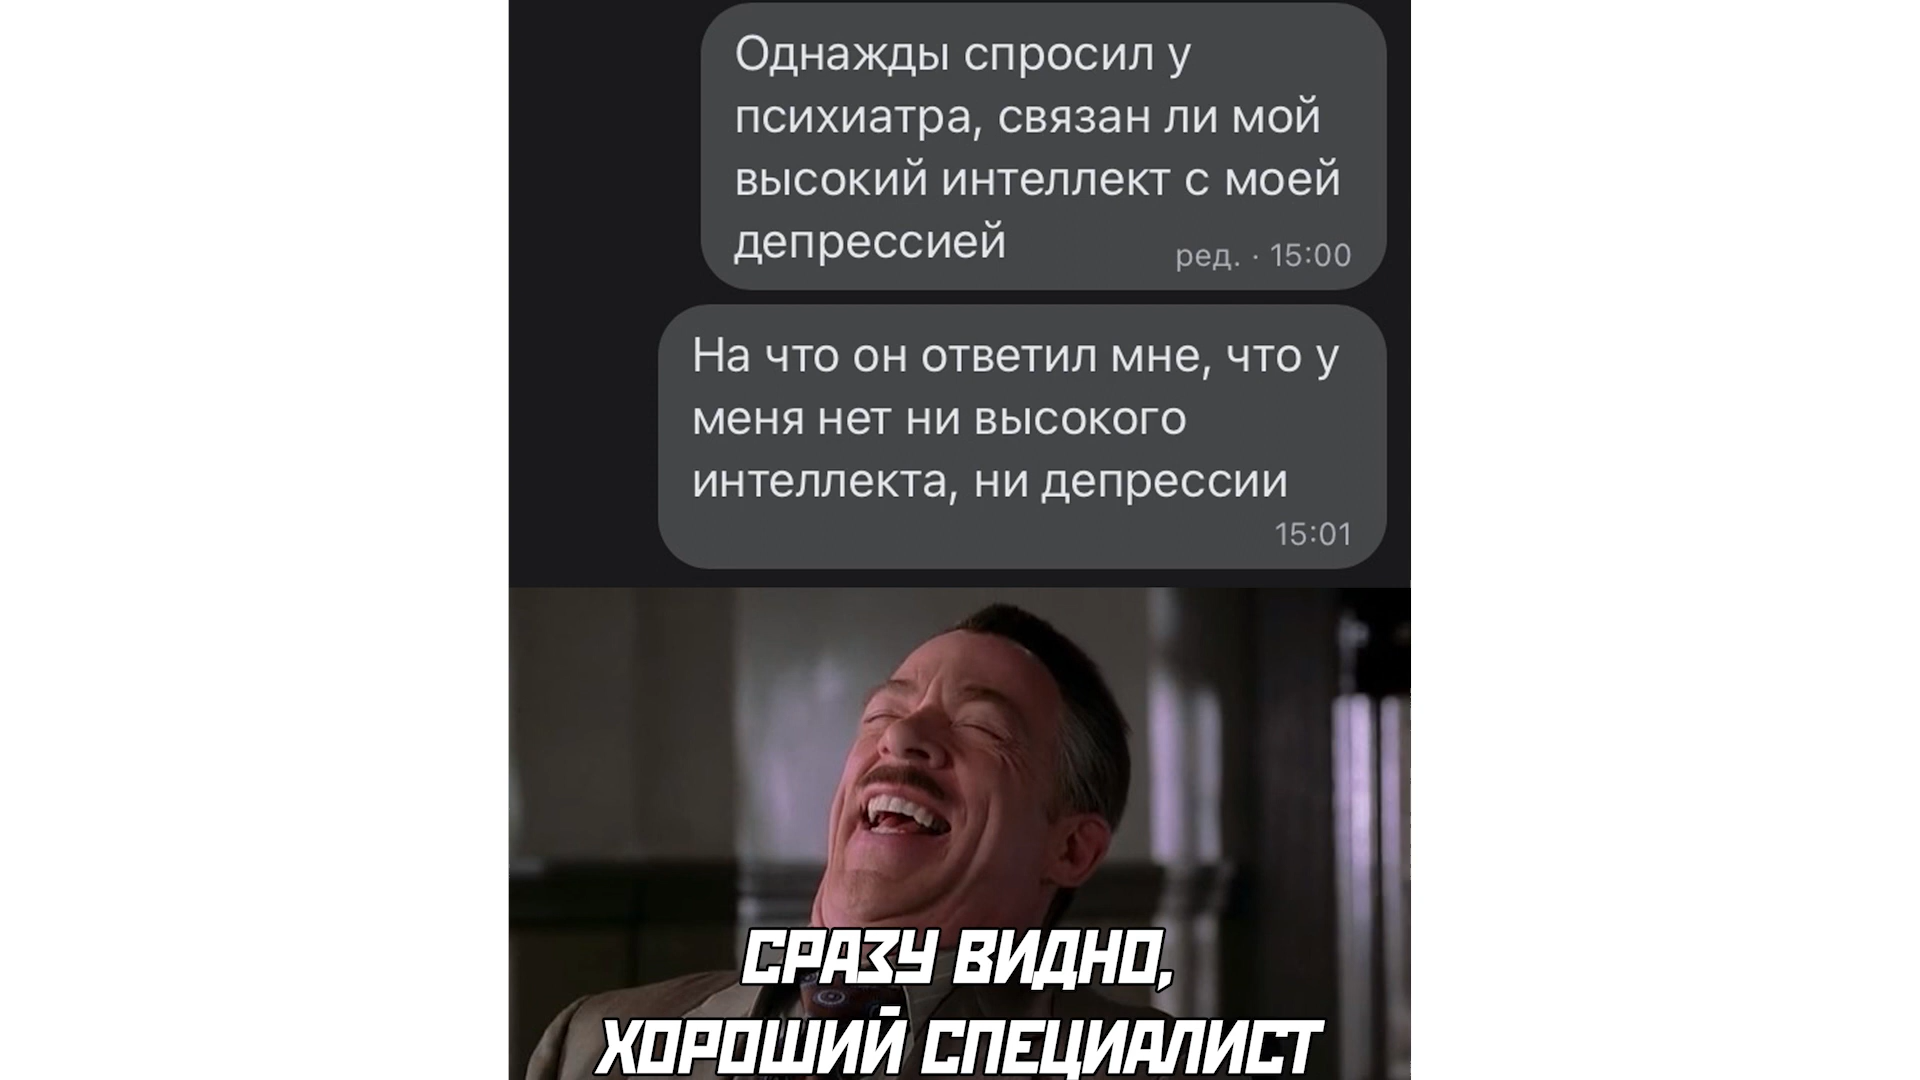 Однажды спросил у
психиатра, связан ли мой
высокий интеллект с моей
депрессией
ред. · 15:00
На что он ответил мне, что у
меня нет ни высокого
интеллекта, ни депрессии
15:01
СРАЗУ ВИДНО,
ХОРОШИЙ СПЕЦИАЛИСТ